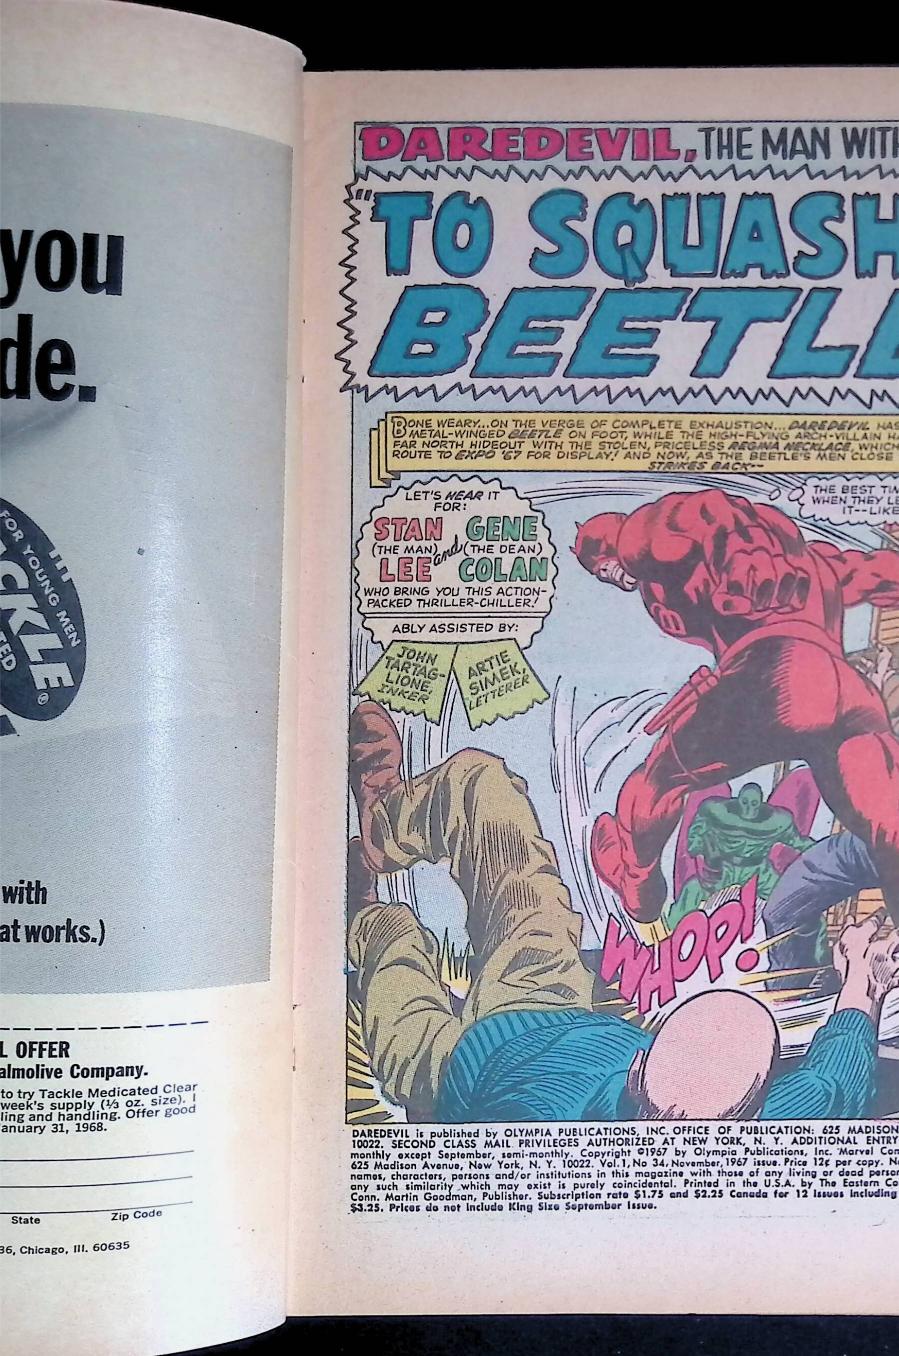 you
de.
FOR YOUNG MEN
CKLE®
TED
with
at works.)
L OFFER
almolive Company.
to try Tackle Medicated Clear
week's supply (⅓ oz. size). I
ling and handling. Offer good
anuary 31, 1968.
State Zip Code
36, Chicago, Ill. 60635
DAREDEVIL, THE MAN WITH
"TO SQUASH
BEETLE
BONE WEARY...ON THE VERGE OF COMPLETE EXHAUSTION...DAREDEVIL HAS
METAL-WINGED BEETLE ON FOOT, WHILE THE HIGH-FLYING ARCH-VILLAIN HA
FAR NORTH HIDEOUT WITH THE STOLEN, PRICELESS REGINA NECKLACE, WHICH
ROUTE TO EXPO '67 FOR DISPLAY! AND NOW, AS THE BEETLE'S MEN CLOSE
STRIKES BACK--
LET'S HEAR IT
FOR:
STAN and GENE
(THE MAN) (THE DEAN)
LEE COLAN
WHO BRING YOU THIS ACTION-
PACKED THRILLER-CHILLER!
ABLY ASSISTED BY:
JOHN
TARTAG-
LIONE,
INKER
ARTIE
SIMEK,
LETTERER
THE BEST TIM
WHEN THEY LE
IT--LIKE
WHOP!
DAREDEVIL is published by OLYMPIA PUBLICATIONS, INC. OFFICE OF PUBLICATION: 625 MADISON
10022. SECOND CLASS MAIL PRIVILEGES AUTHORIZED AT NEW YORK, N. Y. ADDITIONAL ENTRY
monthly except September, semi-monthly. Copyright ©1967 by Olympia Publications, Inc. Marvel Com
625 Madison Avenue, New York, N. Y. 10022. Vol. 1, No 34, November, 1967 issue. Price 12¢ per copy. No
names, characters, persons and/or institutions in this magazine with those of any living or dead person
any such similarity which may exist is purely coincidental. Printed in the U.S.A. by The Eastern Co
Conn. Martin Goodman, Publisher. Subscription rate $1.75 and $2.25 Canada for 12 issues including
$3.25. Prices do not include King Size September Issue.